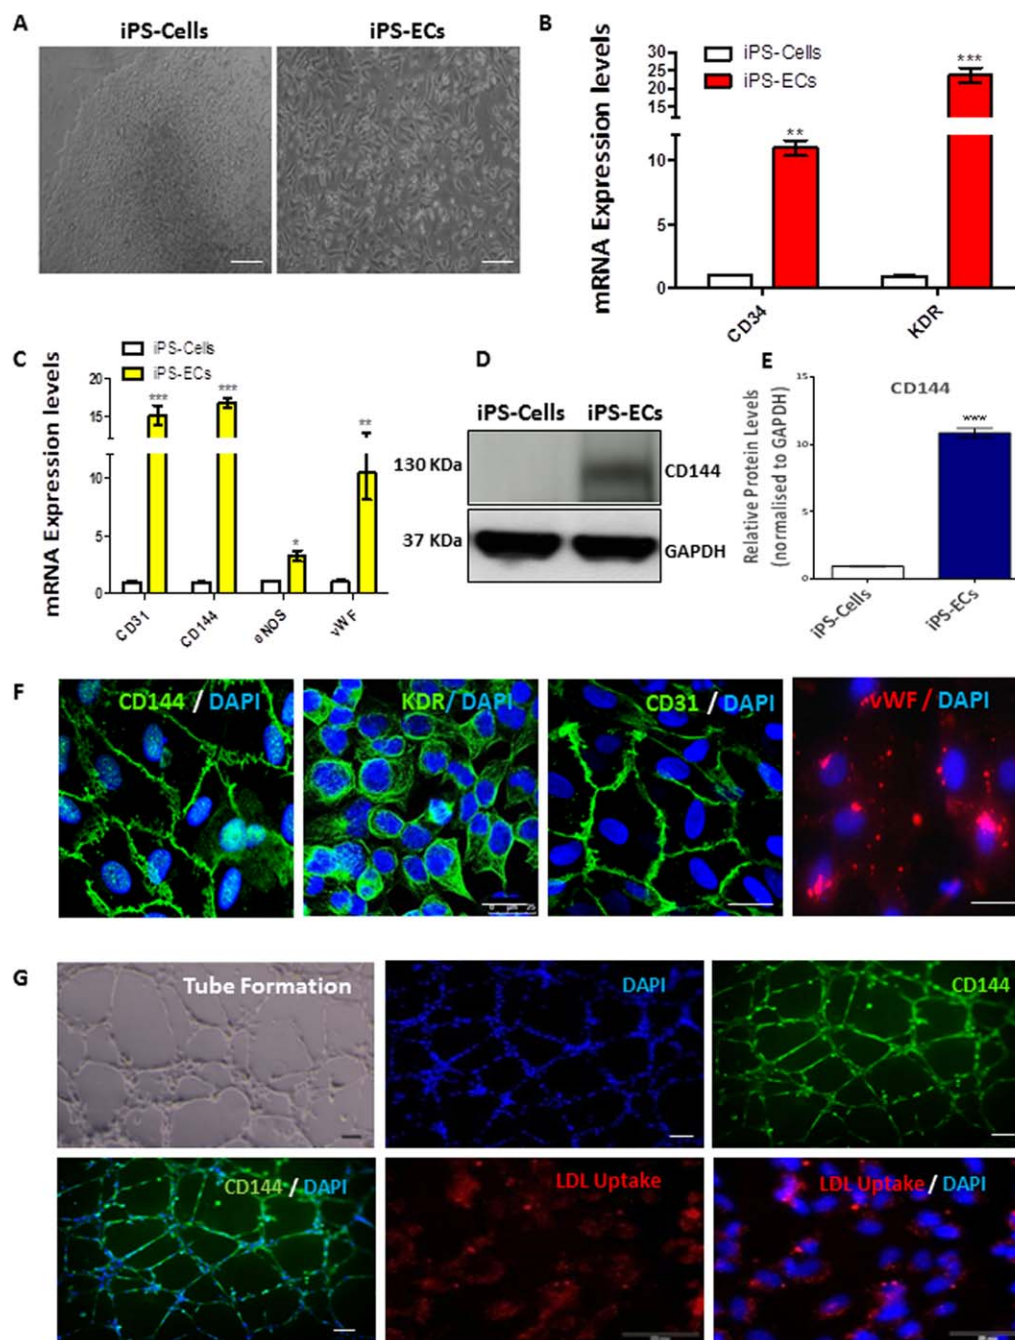 A
iPS-Cells
iPS-ECs
B
iPS-Cells
iPS-ECs
mRNA Expression levels
30
25
20
15
10
5
0
**
***
CD34
KDR
C
iPS-Cells
iPS-ECs
mRNA Expression levels
20
15
10
5
0
***
***
*
**
CD31
CD144
eNOS
vWF
D
iPS-Cells iPS-ECs
130 KDa
CD144
37 KDa
GAPDH
E
CD144
Relative Protein Levels
(normalised to GAPDH)
15
10
5
0
www
iPS-Cells
iPS-ECs
F
CD144 / DAPI
KDR/ DAPI
CD31 / DAPI
vWF / DAPI
G
Tube Formation
DAPI
CD144
CD144 / DAPI
LDL Uptake
LDL Uptake / DAPI